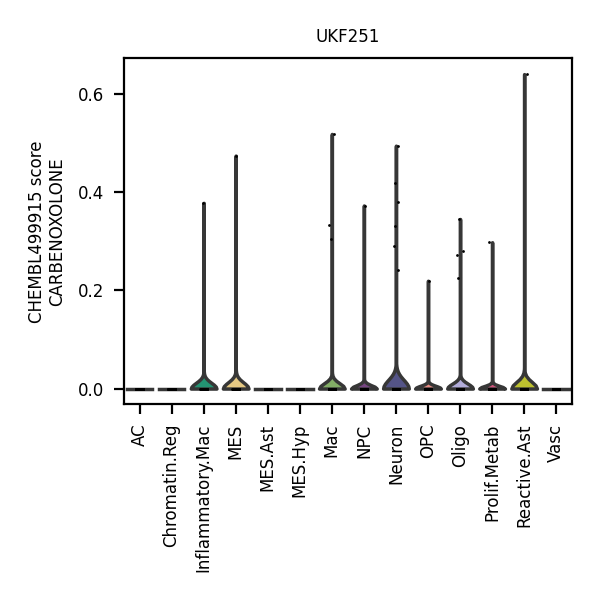 UKF251
CHEMBL499915 score
CARBENOXOLONE
0.6
0.4
0.2
0.0
AC
Chromatin.Reg
Inflammatory.Mac
MES
MES.Ast
MES.Hyp
Mac
NPC
Neuron
OPC
Oligo
Prolif.Metab
Reactive.Ast
Vasc